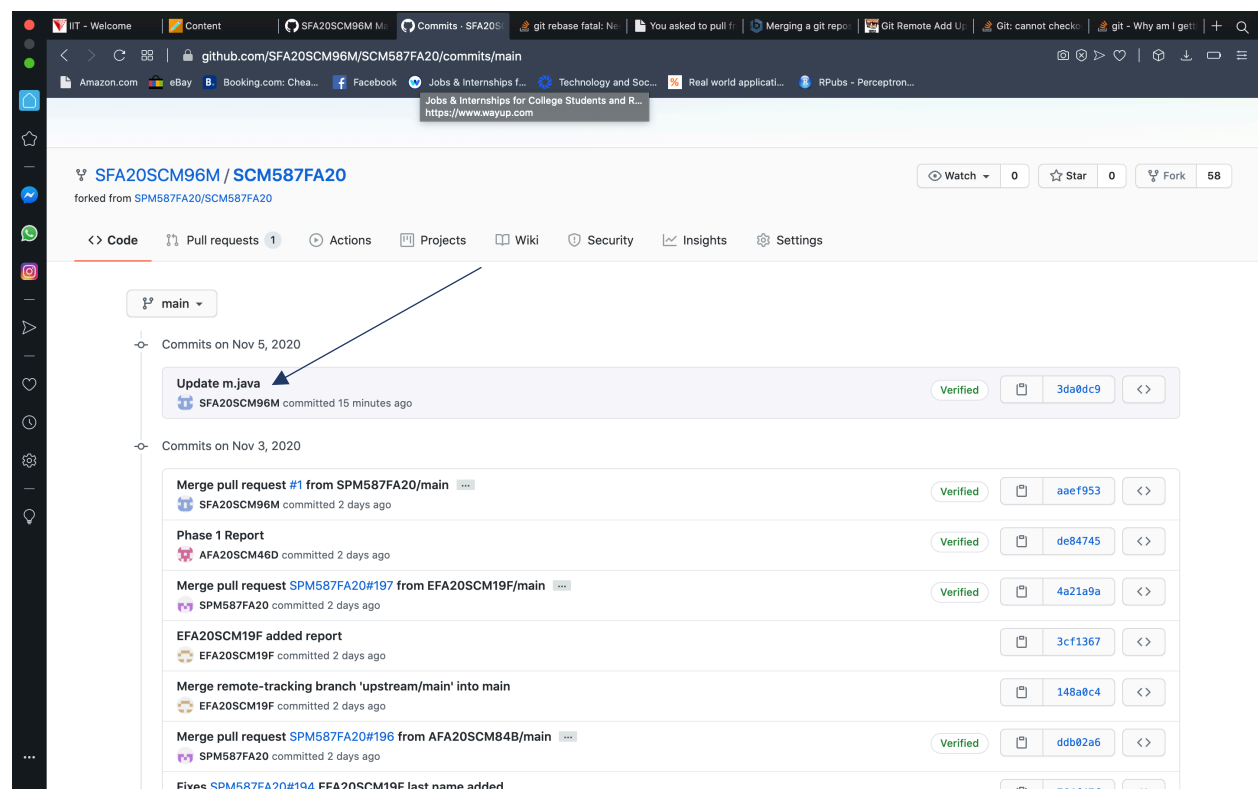 IIT - Welcome
Content
SFA20SCM96M Ma
Commits · SFA20S
git rebase fatal: Ne
You asked to pull fr
Merging a git repos
Git Remote Add Up
Git: cannot checko
git - Why am I gett
github.com/SFA20SCM96M/SCM587FA20/commits/main
Amazon.com
eBay
Booking.com: Chea...
Facebook
Jobs & Internships f...
Technology and Soc...
Real world applicati...
RPubs - Perceptron...
Jobs & Internships for College Students and R...
https://www.wayup.com
SFA20SCM96M / SCM587FA20
Watch 0
Star 0
Fork 58
forked from SPM587FA20/SCM587FA20
Code
Pull requests 1
Actions
Projects
Wiki
Security
Insights
Settings
main
Commits on Nov 5, 2020
Update m.java
SFA20SCM96M committed 15 minutes ago
Verified
3da0dc9
Commits on Nov 3, 2020
Merge pull request #1 from SPM587FA20/main ...
SFA20SCM96M committed 2 days ago
Verified
aaef953
Phase 1 Report
AFA20SCM46D committed 2 days ago
Verified
de84745
Merge pull request SPM587FA20#197 from EFA20SCM19F/main ...
SPM587FA20 committed 2 days ago
Verified
4a21a9a
EFA20SCM19F added report
EFA20SCM19F committed 2 days ago
3cf1367
Merge remote-tracking branch 'upstream/main' into main
EFA20SCM19F committed 2 days ago
148a0c4
Merge pull request SPM587FA20#196 from AFA20SCM84B/main ...
SPM587FA20 committed 2 days ago
Verified
ddb02a6
Fixes SPM587FA20#194 EFA20SCM19F last name added